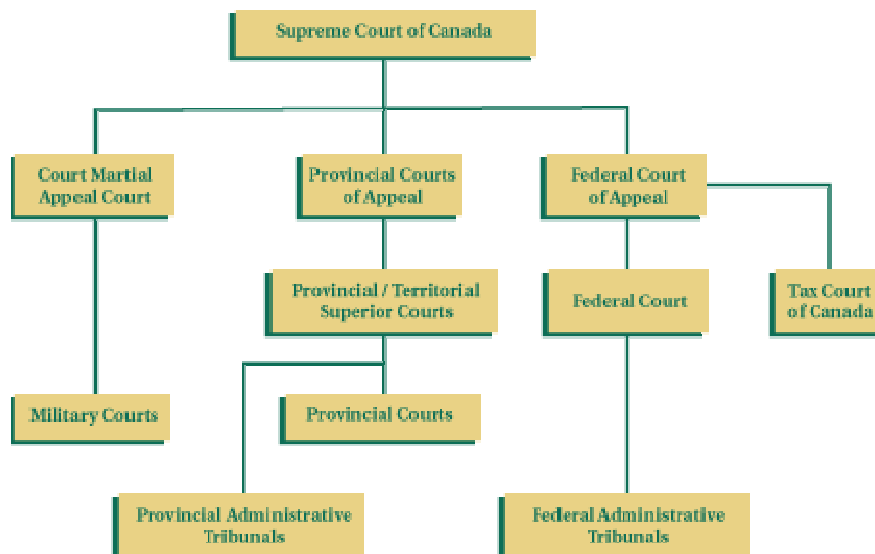 Supreme Court of Canada
Court Martial
Appeal Court
Provincial Courts
of Appeal
Federal Court
of Appeal
Provincial / Territorial
Superior Courts
Federal Court
Tax Court
of Canada
Military Courts
Provincial Courts
Provincial Administrative
Tribunals
Federal Administrative
Tribunals